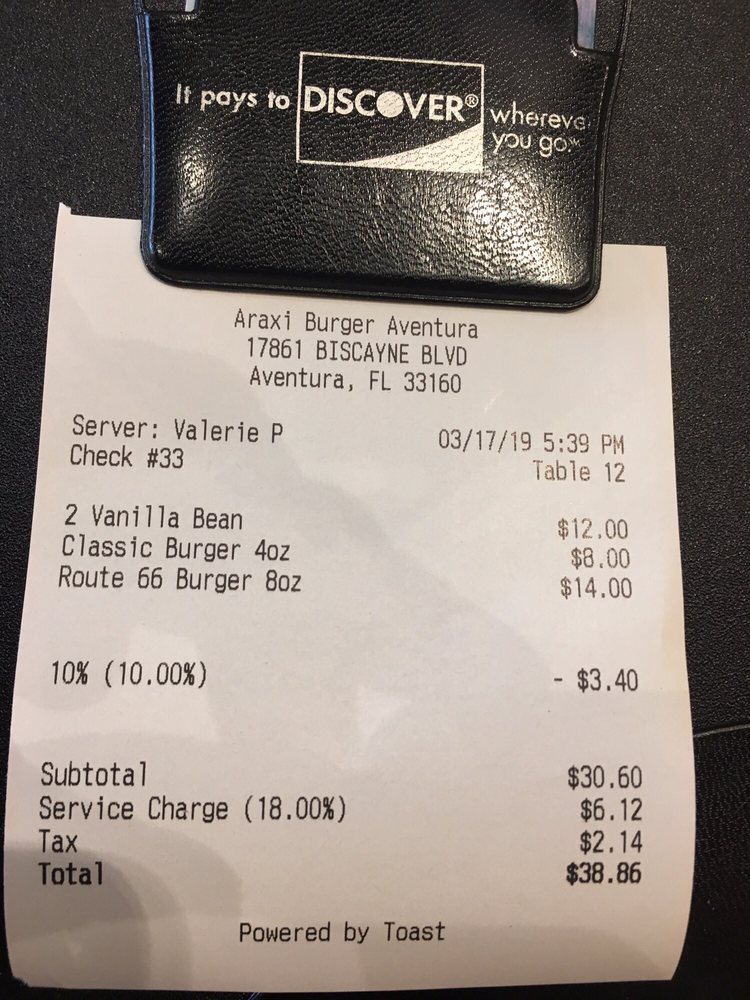 It pays to DISCOVER® wherever
you go.℠
Araxi Burger Aventura
17861 BISCAYNE BLVD
Aventura, FL 33160
Server: Valerie P 03/17/19 5:39 PM
Check #33 Table 12
2 Vanilla Bean $12.00
Classic Burger 4oz $8.00
Route 66 Burger 8oz $14.00
10% (10.00%) - $3.40
Subtotal $30.60
Service Charge (18.00%) $6.12
Tax $2.14
Total $38.86
Powered by Toast